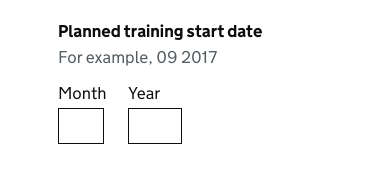 Planned training start date
For example, 09 2017
Month Year